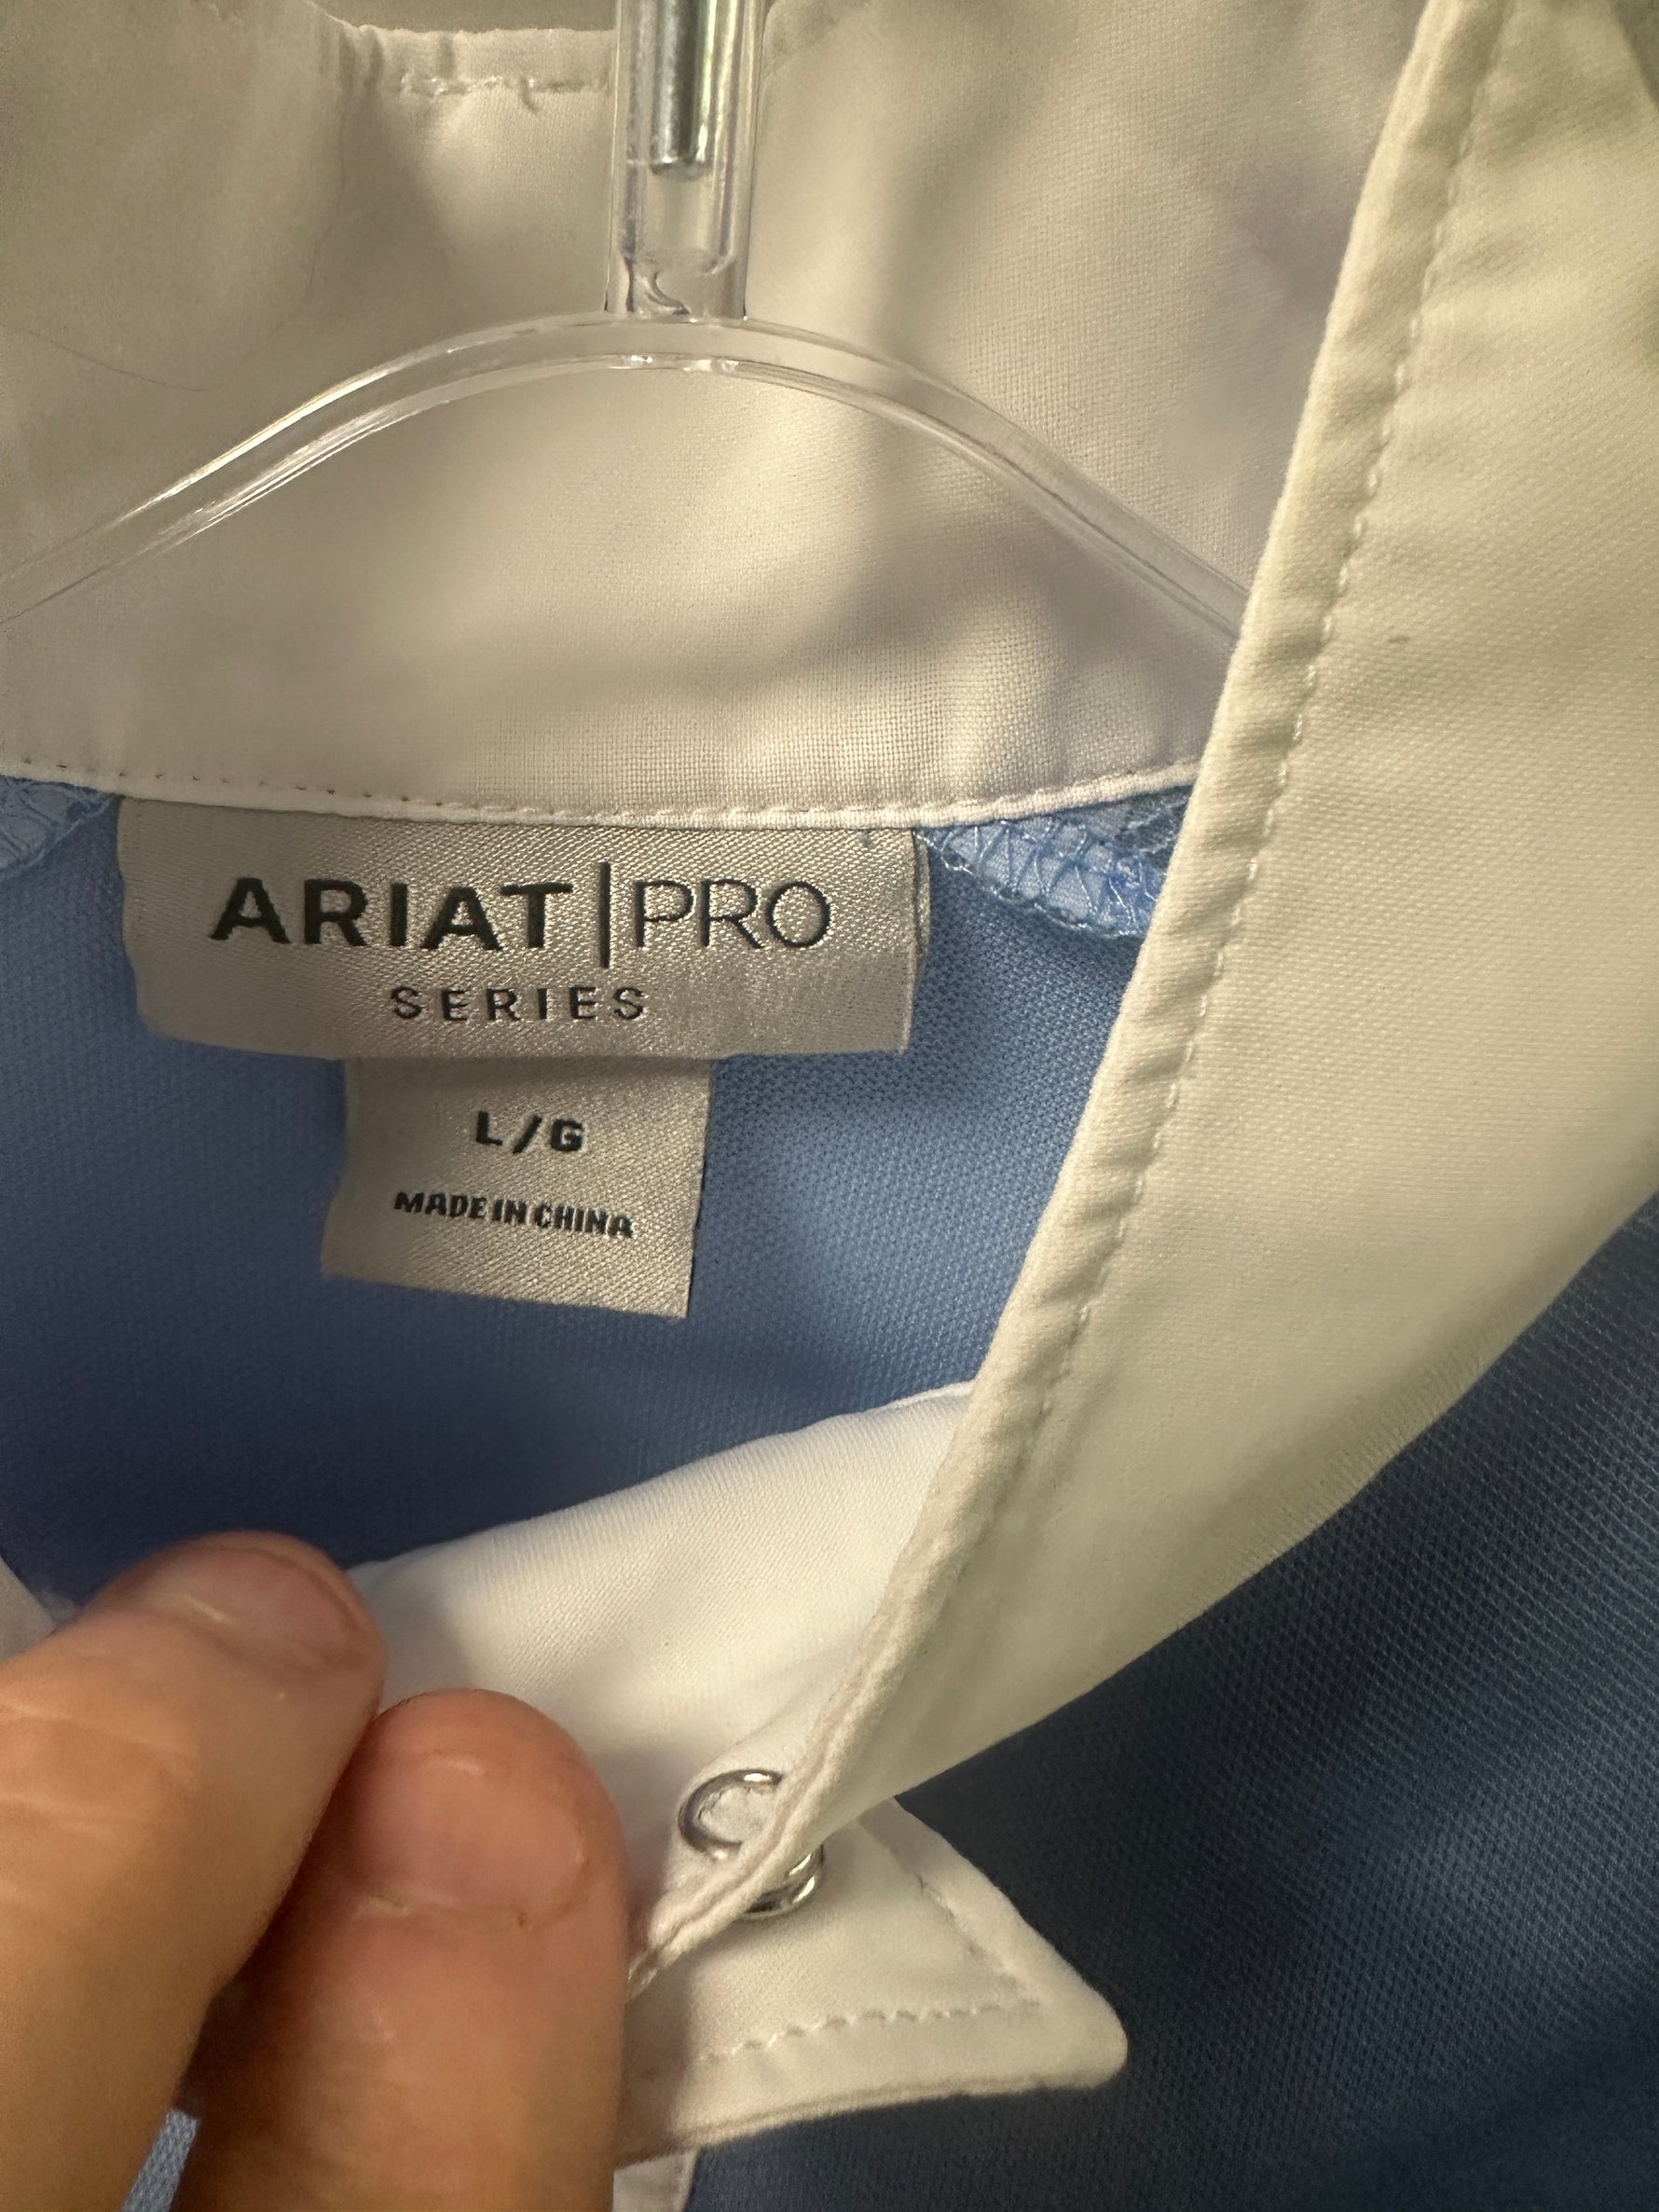 ARIAT|PRO
SERIES
L/G
MADE IN CHINA